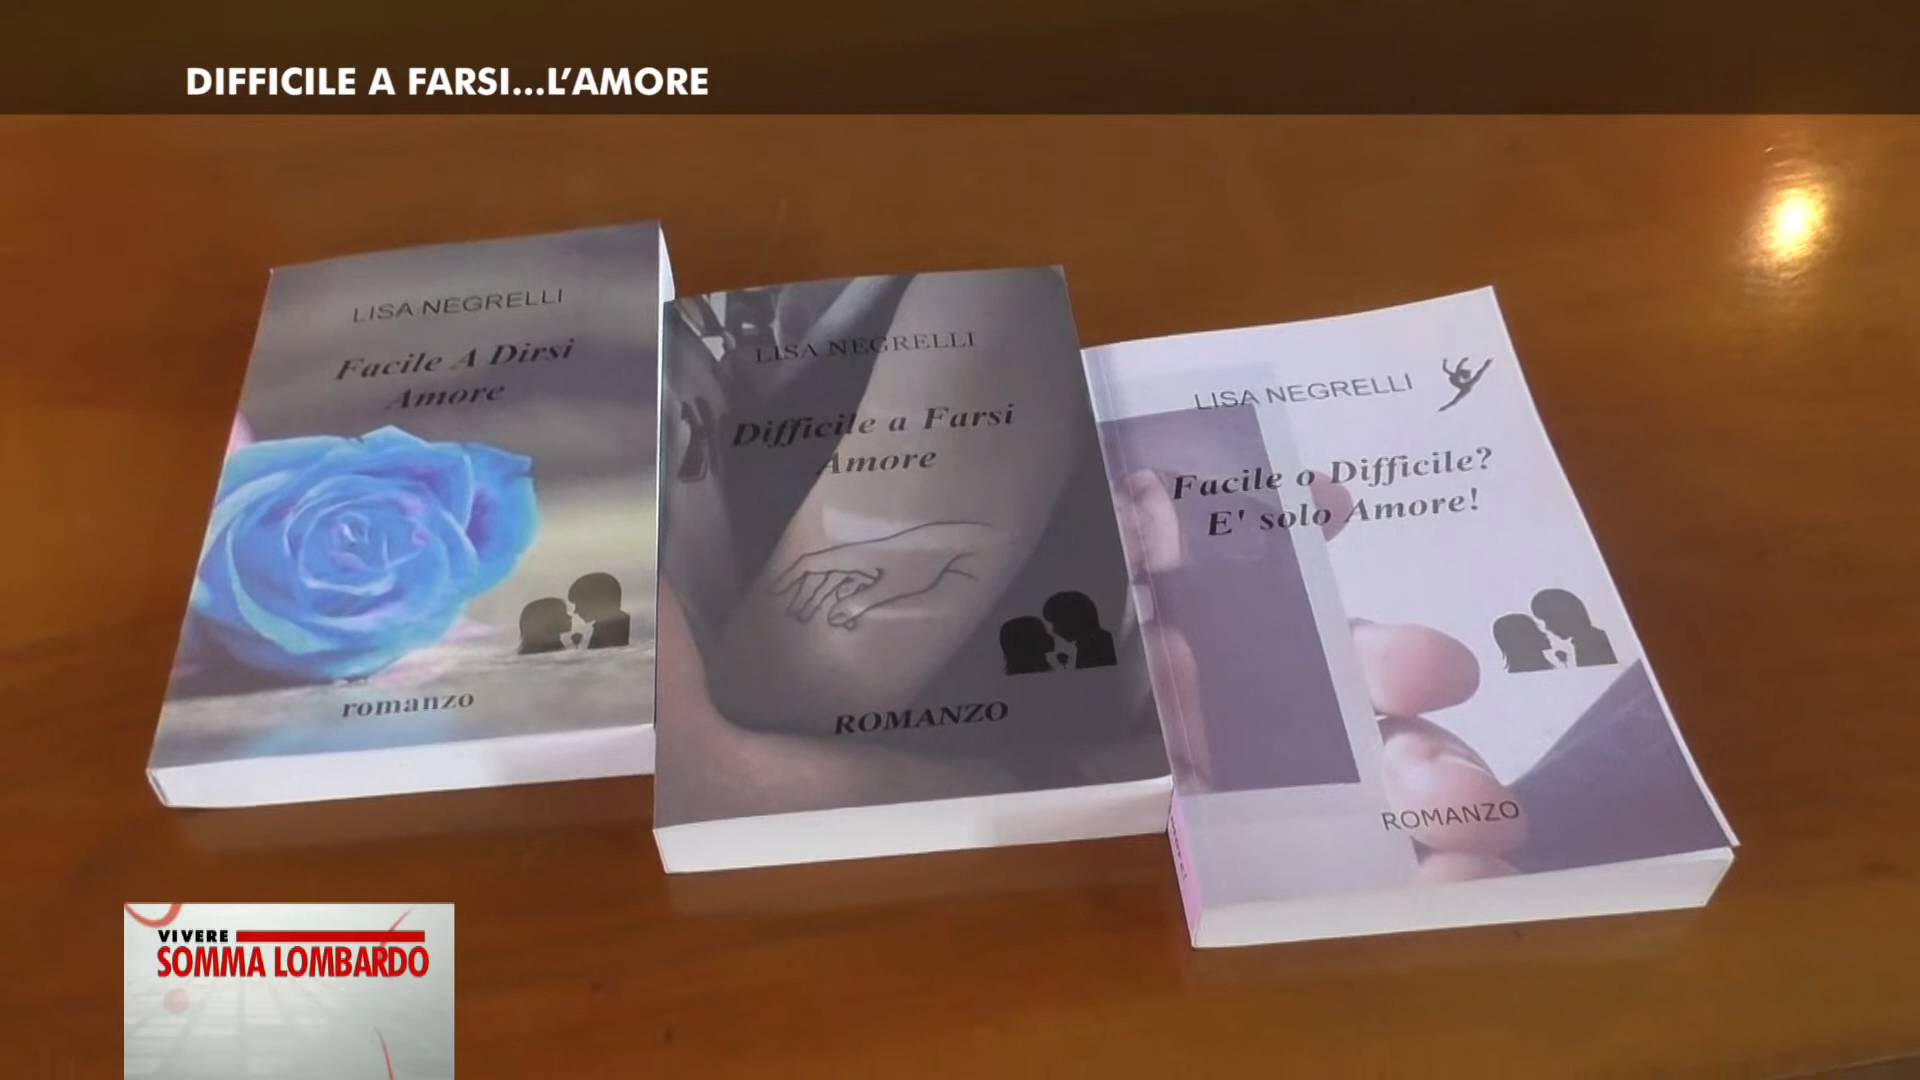 DIFFICILE A FARSI...L'AMORE
LISA NEGRELLI
Facile A Dirsi
Amore
romanzo
LISA NEGRELLI
Difficile a Farsi
Amore
ROMANZO
LISA NEGRELLI
Facile o Difficile?
E' solo Amore!
ROMANZO
VIVERE
SOMMA LOMBARDO